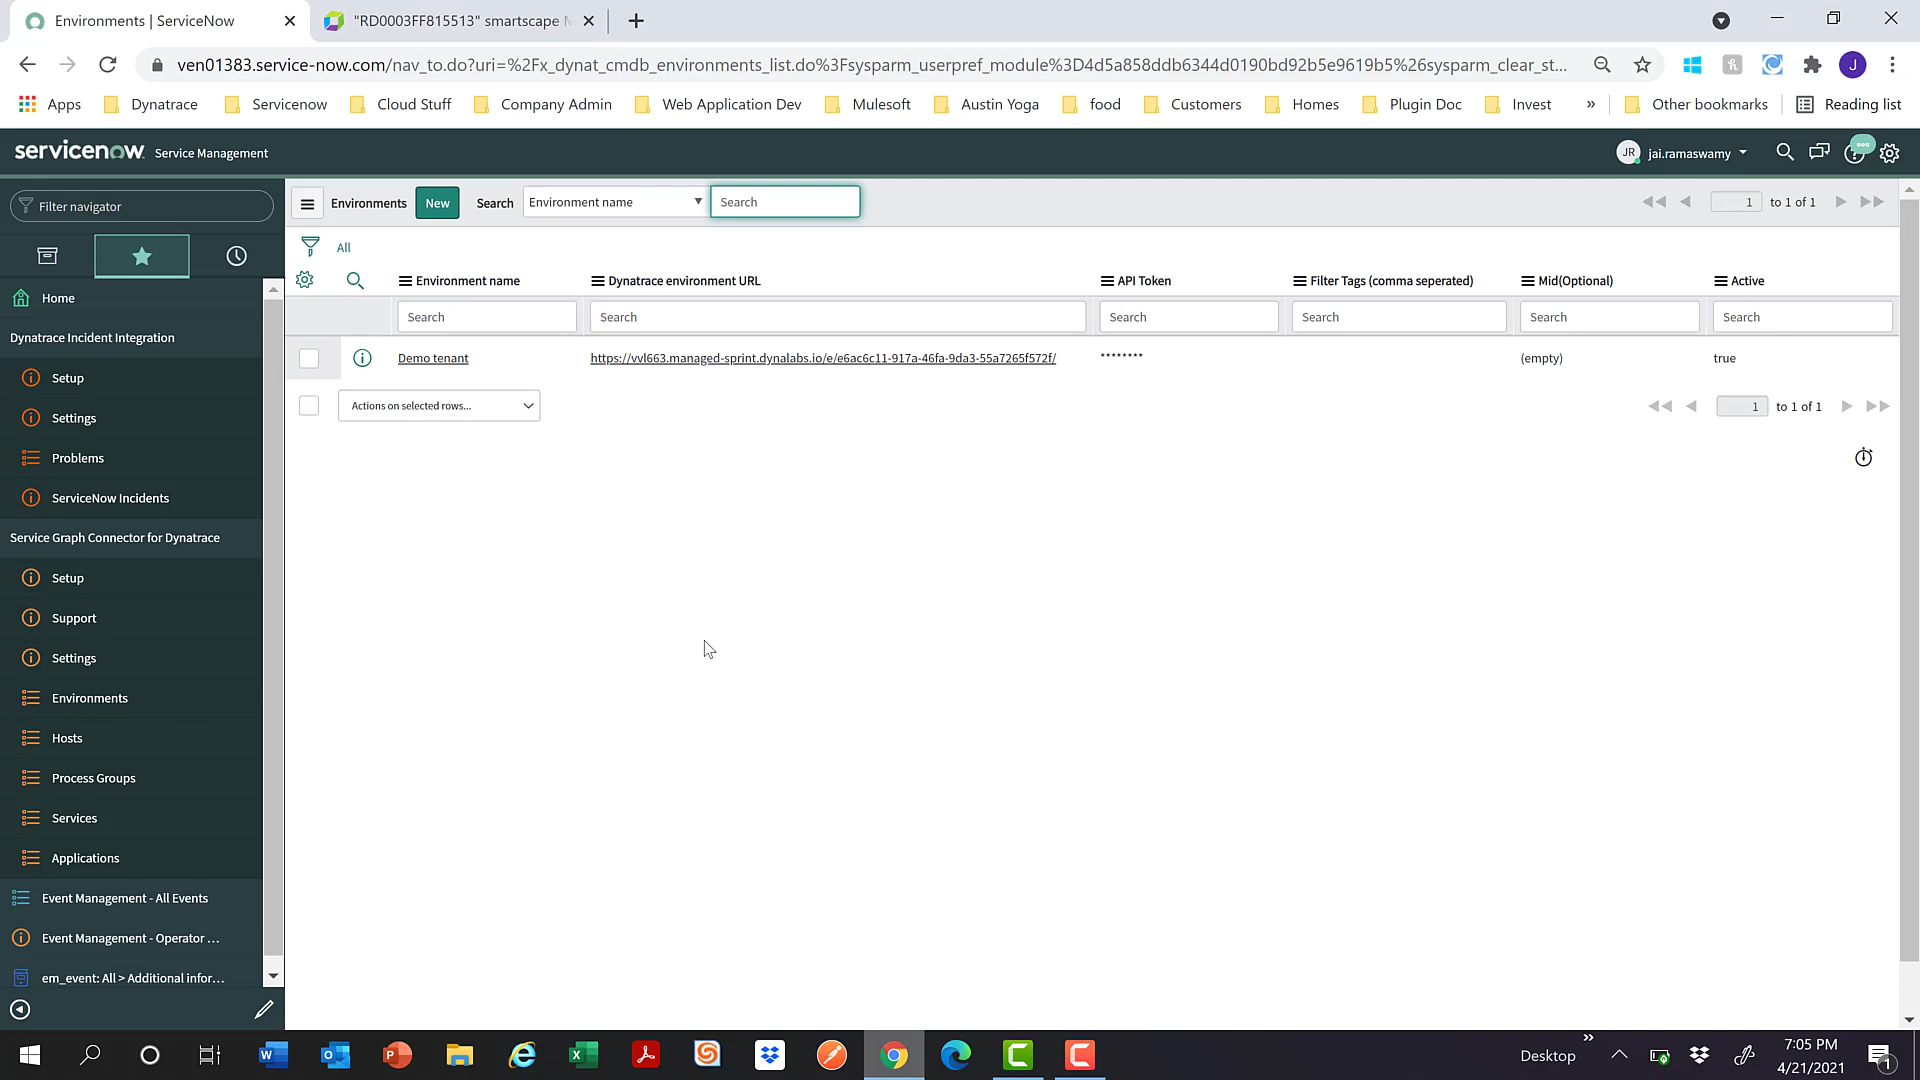 Environments | ServiceNow
"RD0003FF815513" smartscape
ven01383.service-now.com/nav_to.do?uri=%2Fx_dynat_cmdb_environments_list.do%3Fsysparm_userpref_module%3D4d5a858ddb6344d0190bd92b5e9619b5%26sysparm_clear_st...
J
Apps
Dynatrace
Servicenow
Cloud Stuff
Company Admin
Web Application Dev
Mulesoft
Austin Yoga
food
Customers
Homes
Plugin Doc
Invest
»
Other bookmarks
Reading list
servicenow Service Management
JR jai.ramaswamy
Filter navigator
Environments New Search Environment name Search
1 to 1 of 1
All
Environment name
Dynatrace environment URL
API Token
Filter Tags (comma seperated)
Mid(Optional)
Active
Search
Search
Search
Search
Search
Search
Demo tenant
https://vvl663.managed-sprint.dynalabs.io/e/e6ac6c11-917a-46fa-9da3-55a7265f572f/
********
(empty)
true
Actions on selected rows...
1 to 1 of 1
Home
Dynatrace Incident Integration
Setup
Settings
Problems
ServiceNow Incidents
Service Graph Connector for Dynatrace
Setup
Support
Settings
Environments
Hosts
Process Groups
Services
Applications
Event Management - All Events
Event Management - Operator ...
em_event: All > Additional infor...
Desktop
»
7:05 PM
4/21/2021
1